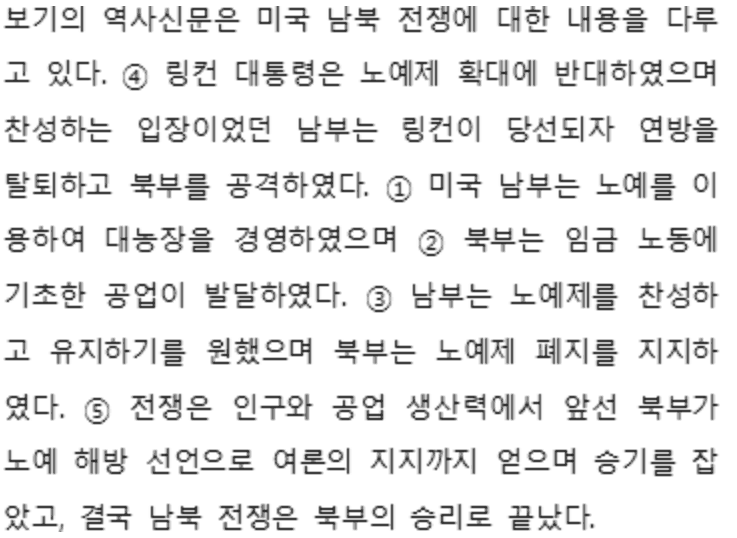 보기의 역사신문은 미국 남북 전쟁에 대한 내용을 다루
고 있다. ④ 링컨 대통령은 노예제 확대에 반대하였으며
찬성하는 입장이었던 남부는 링컨이 당선되자 연방을
탈퇴하고 북부를 공격하였다. ① 미국 남부는 노예를 이
용하여 대농장을 경영하였으며 ② 북부는 임금 노동에
기초한 공업이 발달하였다. ③ 남부는 노예제를 찬성하
고 유지하기를 원했으며 북부는 노예제 폐지를 지지하
였다. ⑤ 전쟁은 인구와 공업 생산력에서 앞선 북부가
노예 해방 선언으로 여론의 지지까지 얻으며 승기를 잡
았고, 결국 남북 전쟁은 북부의 승리로 끝났다.